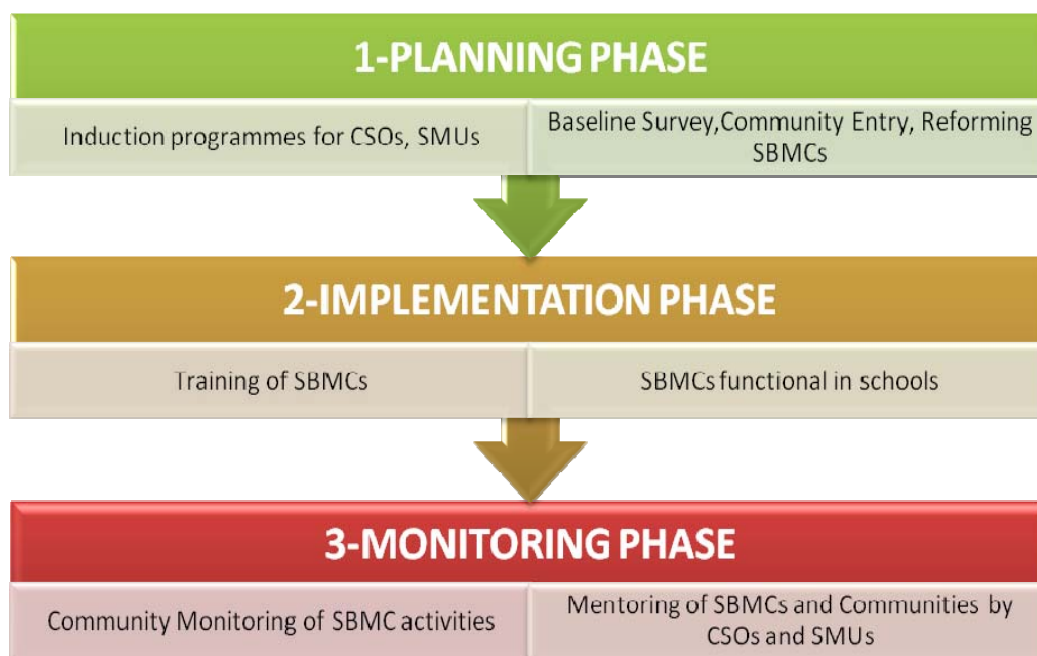 1-PLANNING PHASE
Induction programmes for CSOs, SMUs
Baseline Survey,Community Entry, Reforming
SBMCs
2-IMPLEMENTATION PHASE
Training of SBMCs
SBMCs functional in schools
3-MONITORING PHASE
Community Monitoring of SBMC activities
Mentoring of SBMCs and Communities by
CSOs and SMUs